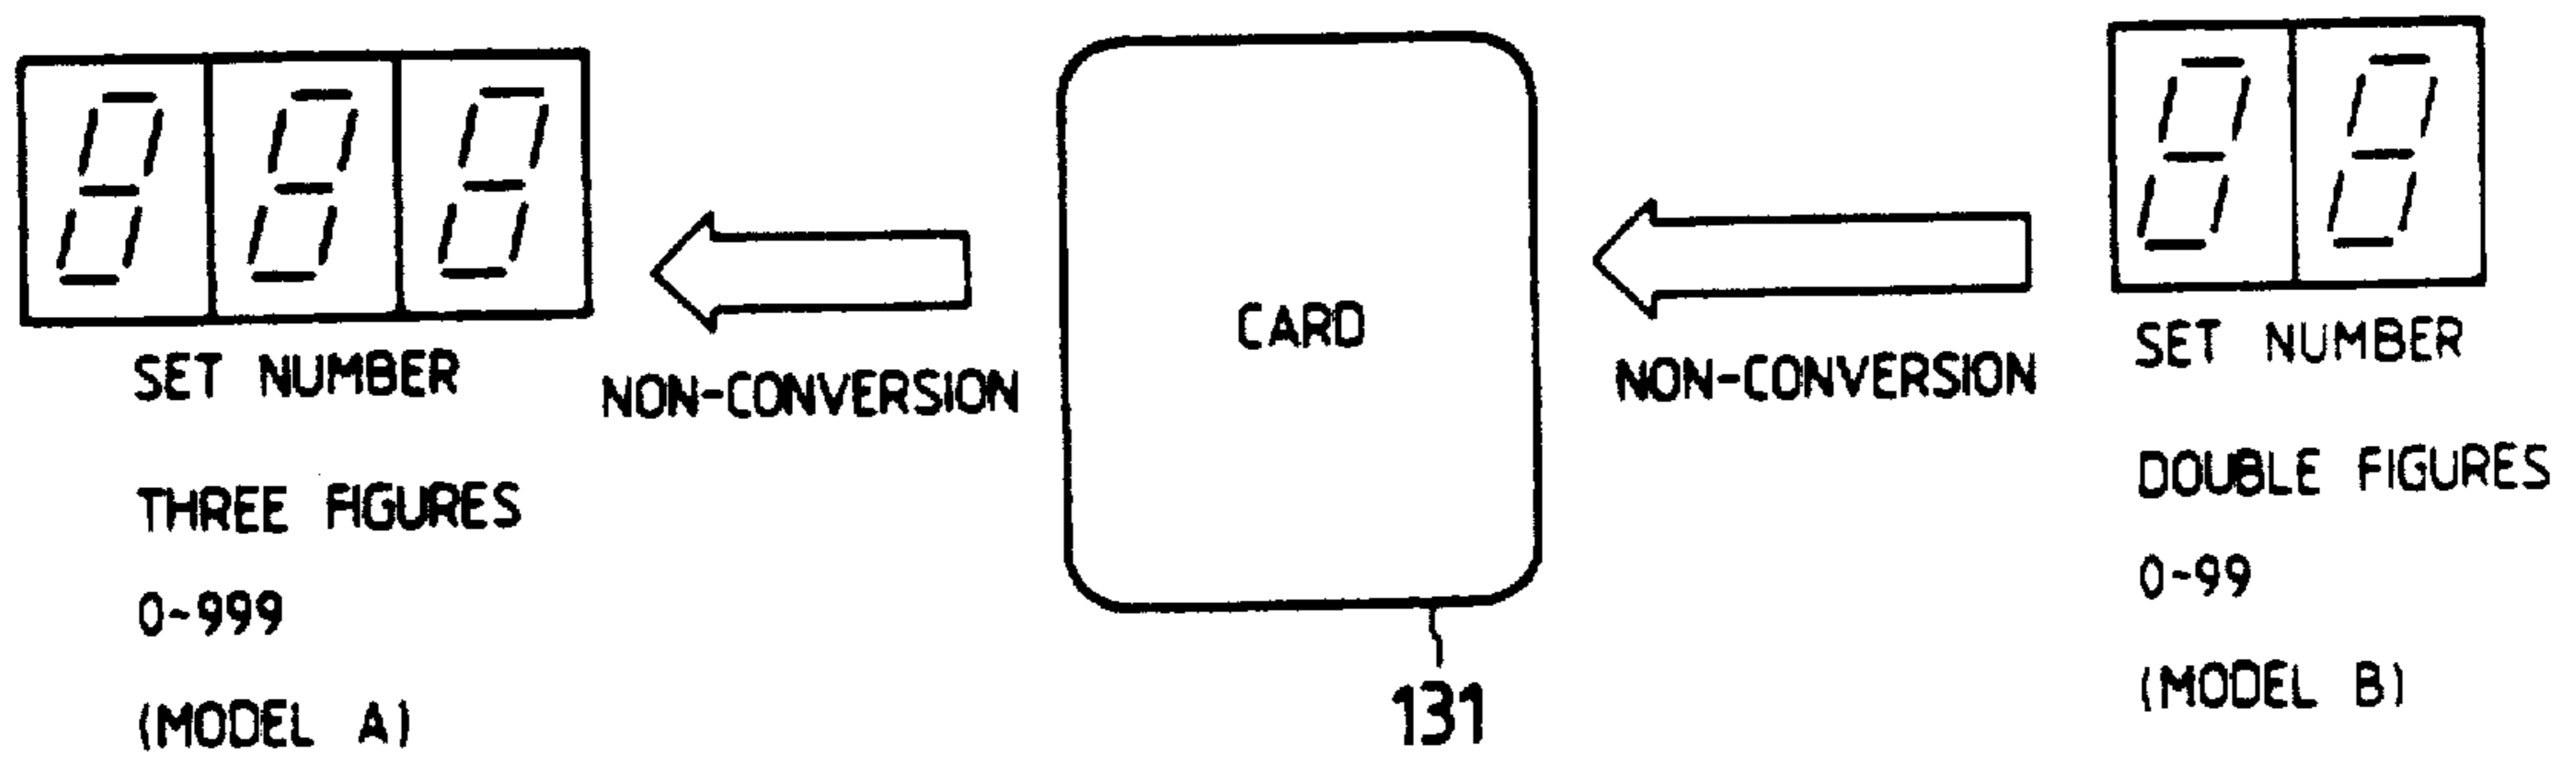 SET NUMBER
THREE FIGURES
0~999
(MODEL A)
NON-CONVERSION
CARD
131
NON-CONVERSION
SET NUMBER
DOUBLE FIGURES
0~99
(MODEL B)